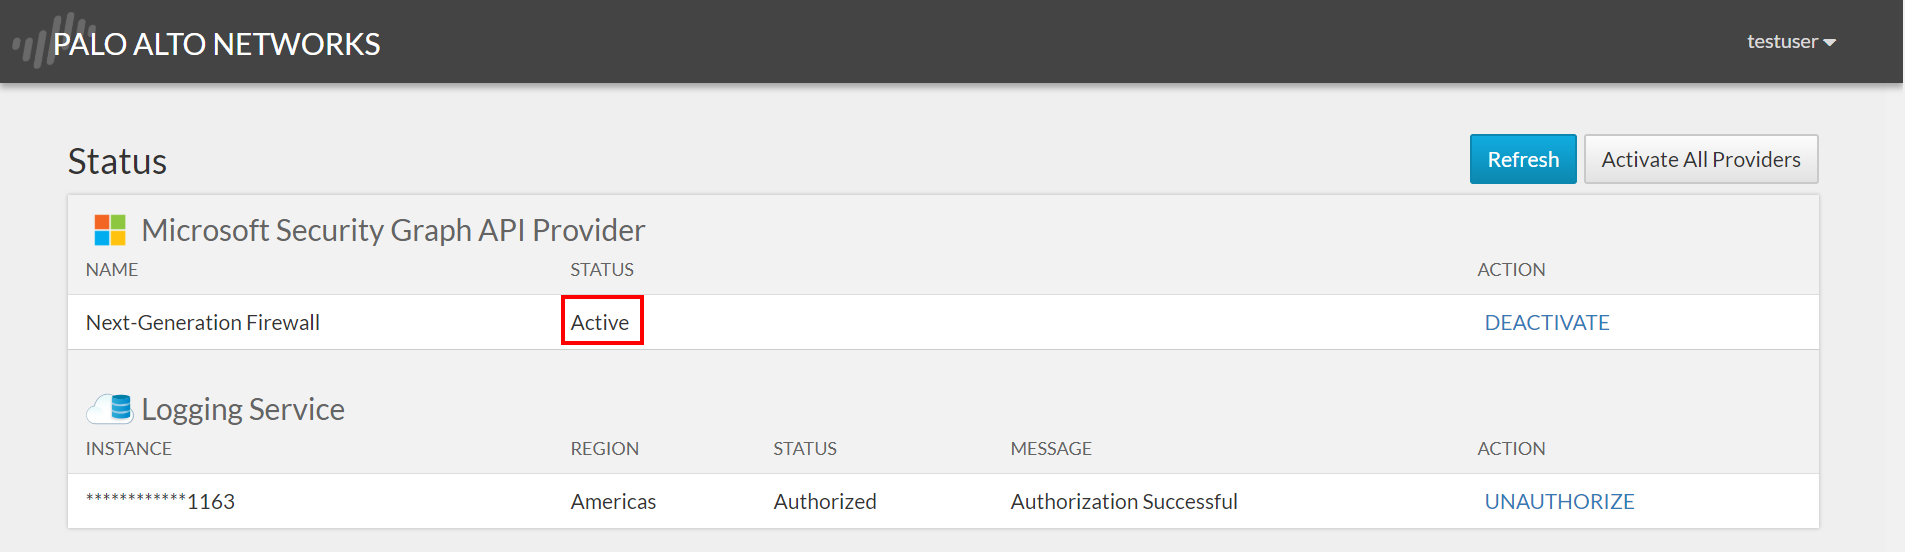 PALO ALTO NETWORKS
testuser
Status
Refresh
Activate All Providers
Microsoft Security Graph API Provider
NAME STATUS ACTION
Next-Generation Firewall Active DEACTIVATE
Logging Service
INSTANCE REGION STATUS MESSAGE ACTION
************1163 Americas Authorized Authorization Successful UNAUTHORIZE